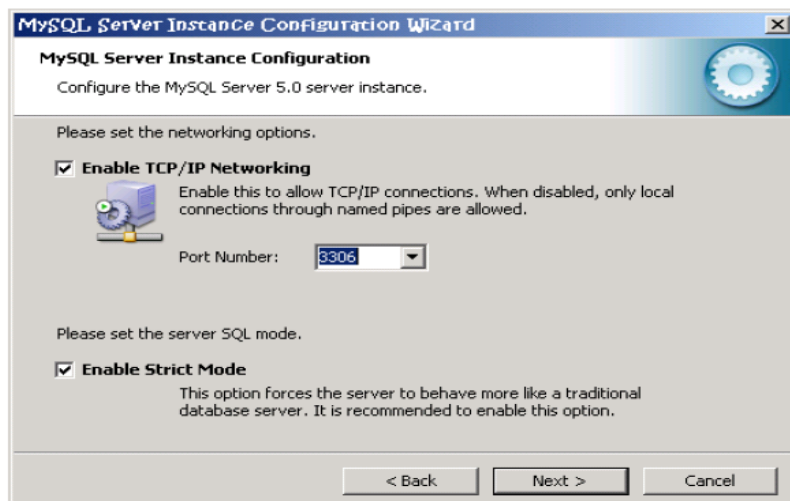 MySQL Server Instance Configuration Wizard
MySQL Server Instance Configuration
Configure the MySQL Server 5.0 server instance.
Please set the networking options.
Enable TCP/IP Networking
Enable this to allow TCP/IP connections. When disabled, only local
connections through named pipes are allowed.
Port Number: 3306
Please set the server SQL mode.
Enable Strict Mode
This option forces the server to behave more like a traditional
database server. It is recommended to enable this option.
< Back Next > Cancel